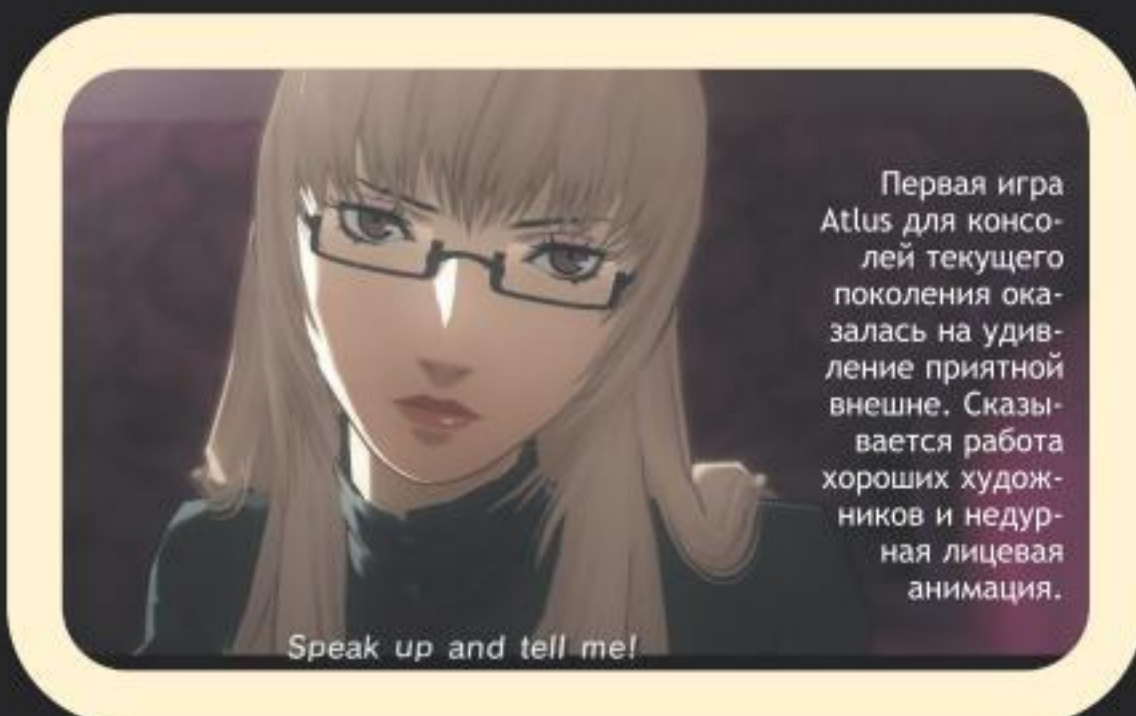 Первая игра
Atlus для консо-
лей текущего
поколения ока-
залась на удив-
ление приятной
внешне. Сказы-
вается работа
хороших худож-
ников и недур-
ная лицевая
анимация.
Speak up and tell me!